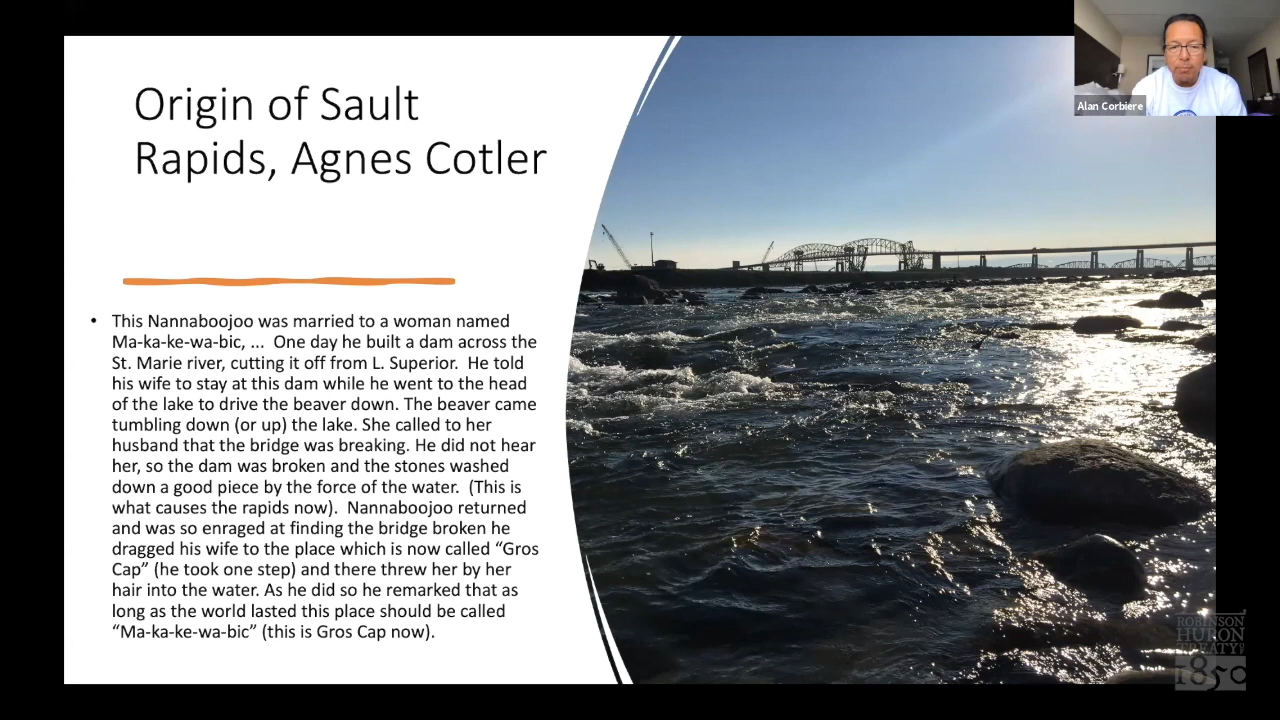 Origin of Sault
Rapids, Agnes Cotler
• This Nannaboojoo was married to a woman named
Ma-ka-ke-wa-bic, ... One day he built a dam across the
St. Marie river, cutting it off from L. Superior. He told
his wife to stay at this dam while he went to the head
of the lake to drive the beaver down. The beaver came
tumbling down (or up) the lake. She called to her
husband that the bridge was breaking. He did not hear
her, so the dam was broken and the stones washed
down a good piece by the force of the water. (This is
what causes the rapids now). Nannaboojoo returned
and was so enraged at finding the bridge broken he
dragged his wife to the place which is now called “Gros
Cap” (he took one step) and there threw her by her
hair into the water. As he did so he remarked that as
long as the world lasted this place should be called
“Ma-ka-ke-wa-bic” (this is Gros Cap now).
Alan Corbiere
ROBINSON
HURON
TREATY
1850